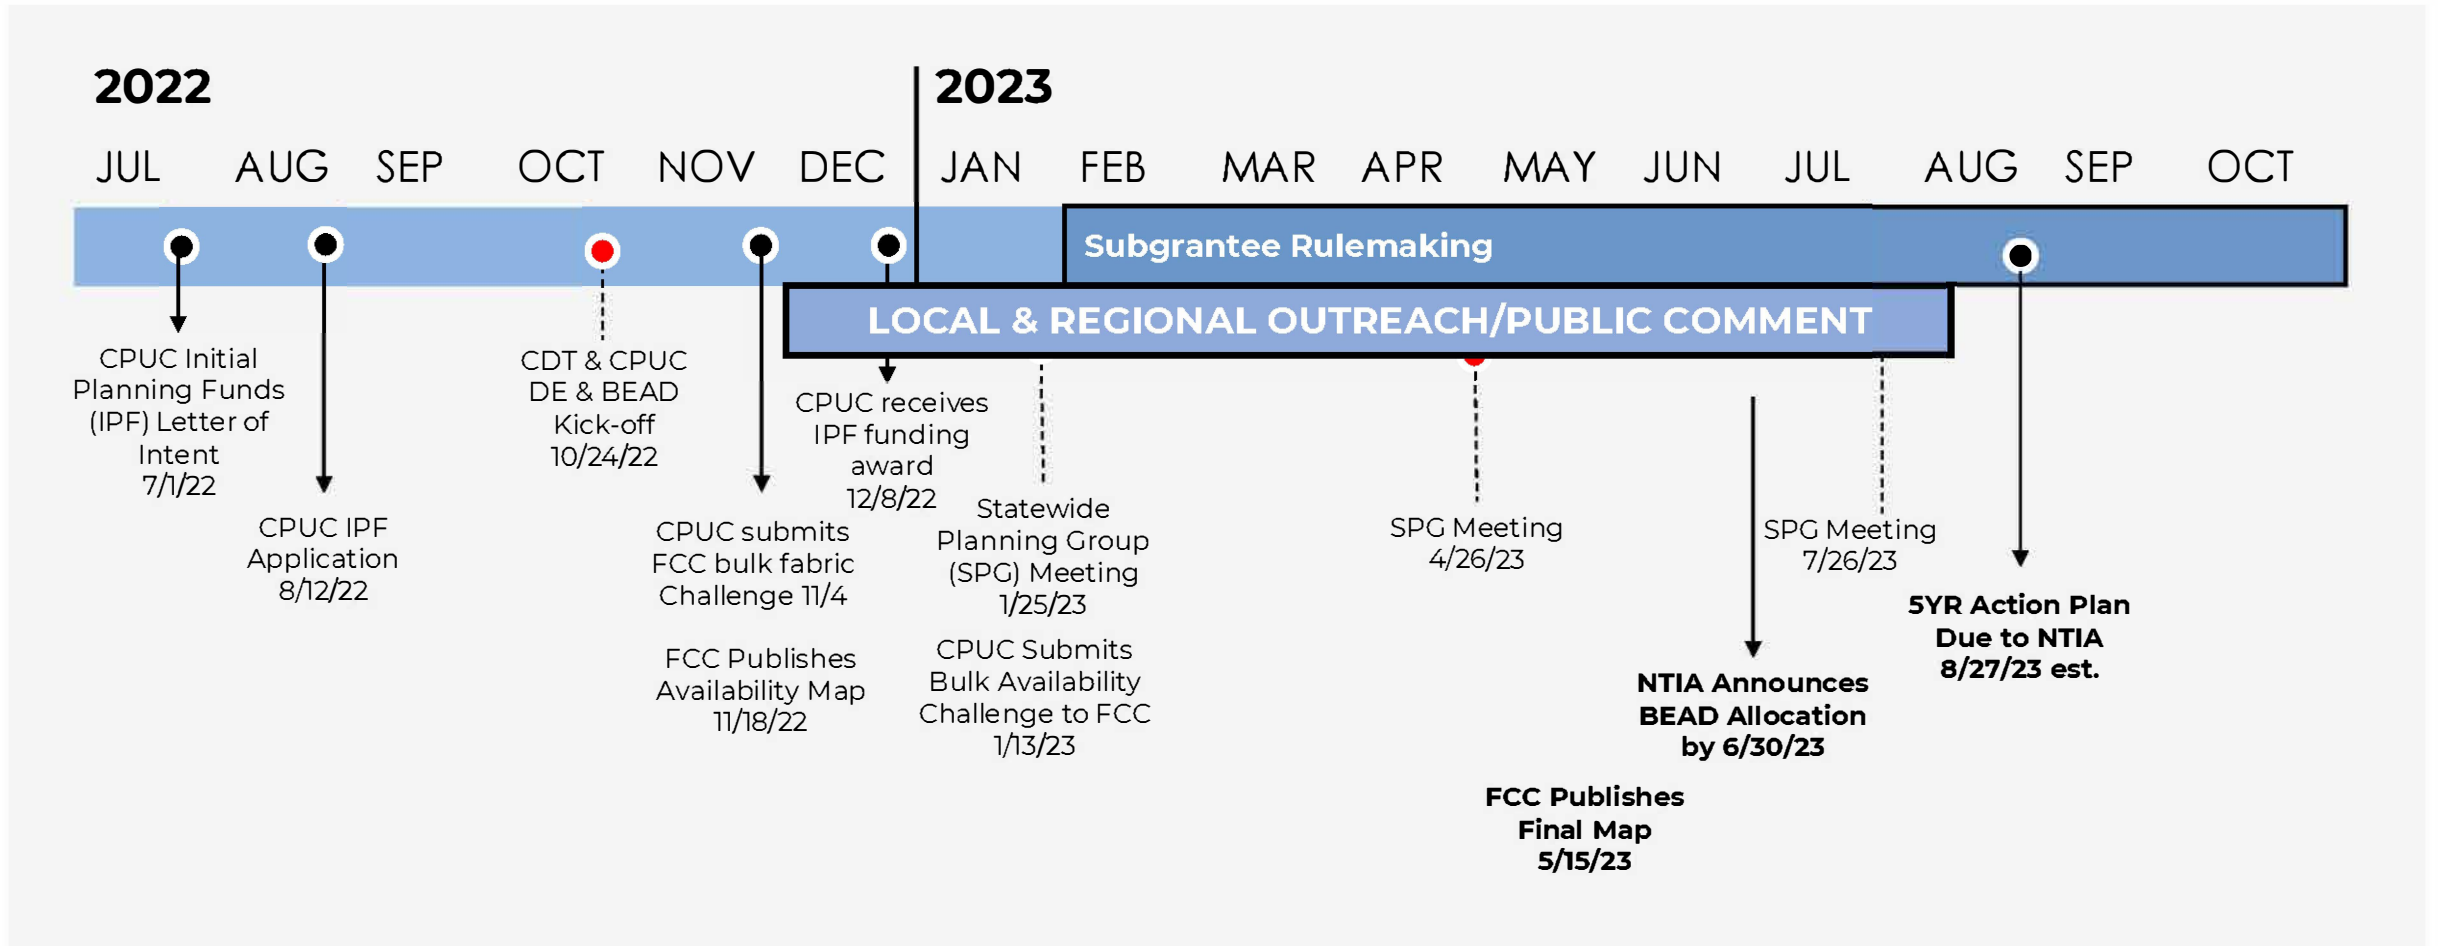 2022
2023
JUL AUG SEP OCT NOV DEC JAN FEB MAR APR MAY JUN JUL AUG SEP OCT
Subgrantee Rulemaking
LOCAL & REGIONAL OUTREACH/PUBLIC COMMENT
CPUC Initial
Planning Funds
(IPF) Letter of
Intent
7/1/22
CPUC IPF
Application
8/12/22
CDT & CPUC
DE & BEAD
Kick-off
10/24/22
CPUC submits
FCC bulk fabric
Challenge 11/4
FCC Publishes
Availability Map
11/18/22
CPUC receives
IPF funding
award
12/8/22
Statewide
Planning Group
(SPG) Meeting
1/25/23
CPUC Submits
Bulk Availability
Challenge to FCC
1/13/23
SPG Meeting
4/26/23
FCC Publishes
Final Map
5/15/23
NTIA Announces
BEAD Allocation
by 6/30/23
SPG Meeting
7/26/23
5YR Action Plan
Due to NTIA
8/27/23 est.